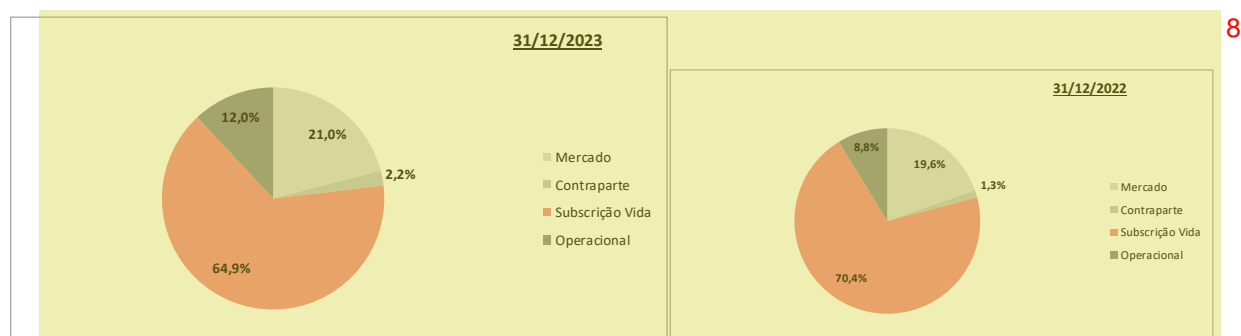 8
31/12/2023
12,0%
21,0%
2,2%
64,9%
Mercado
Contraparte
Subscrição Vida
Operacional
31/12/2022
8,8%
19,6%
1,3%
70,4%
Mercado
Contraparte
Subscrição Vida
Operacional